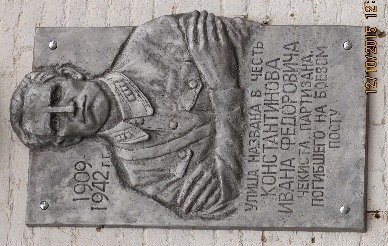 1909
1942 г.г.
УЛИЦА НАЗВАНА В ЧЕСТЬ
КОНСТАНТИНОВА
ИВАНА ФЕДОРОВИЧА
ЧЕКИСТА, ПАРТИЗАНА,
ПОГИБШЕГО НА БОЕВОМ
ПОСТУ